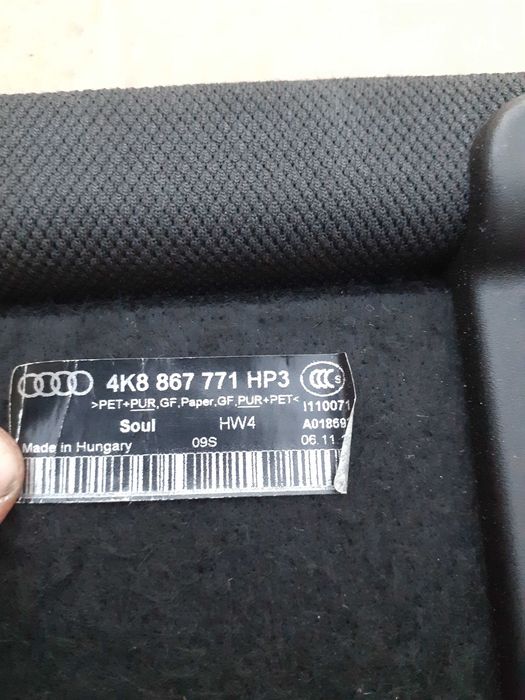 4K8 867 771 HP3 CCC S
>PET+PUR,GF,Paper,GF,PUR+PET< I110071
Soul HW4
Made in Hungary 09S 06.11.